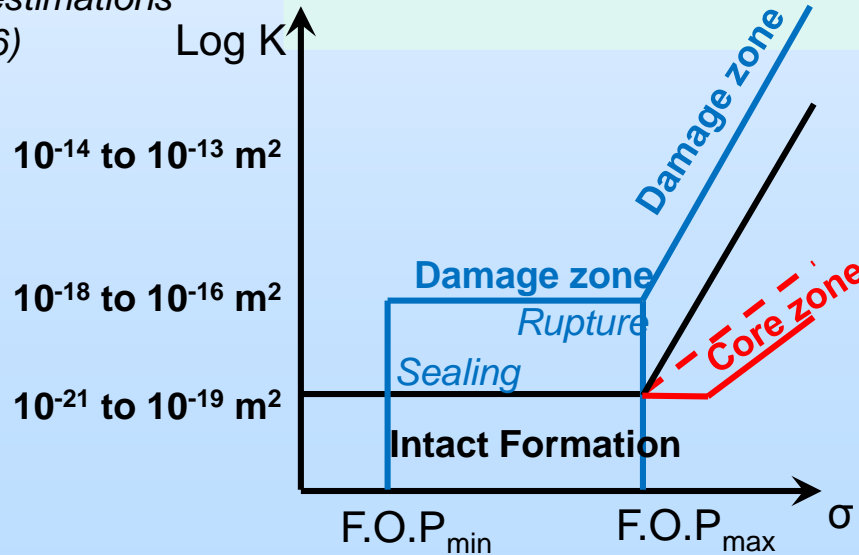 estimations
6)
Log K
Damage zone
10⁻¹⁴ to 10⁻¹³ m²
Damage zone
10⁻¹⁸ to 10⁻¹⁶ m²
Rupture
Core zone
Sealing
10⁻²¹ to 10⁻¹⁹ m²
Intact Formation
F.O.Pmin
F.O.Pmax
σ